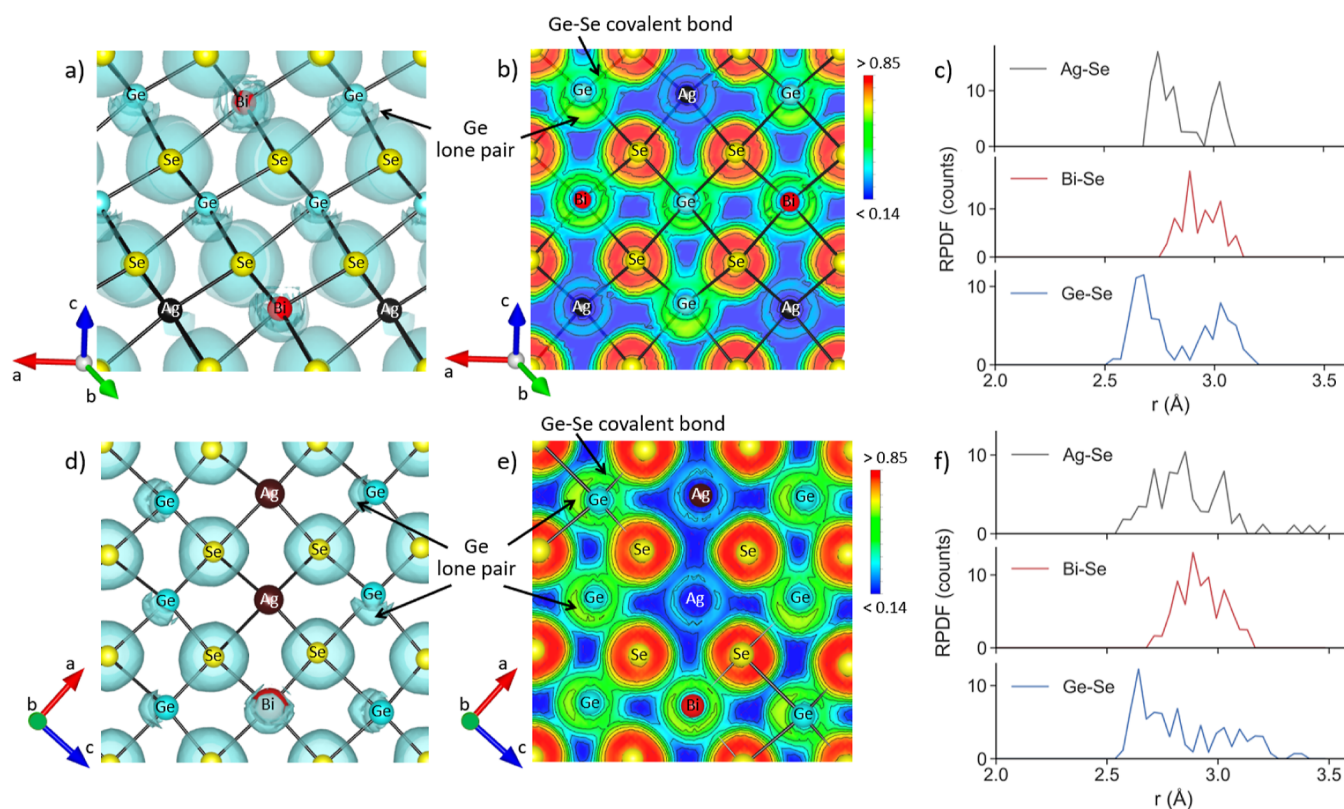 a)
Ge
Bi
Ge
Se
Se
Se
Ge
Ge
Se
Se
Se
Ag
Bi
Ag
c
a
b
Ge-Se covalent bond
Ge
lone pair
b)
Ge
Ag
Ge
Se
Se
Bi
Ge
Bi
Se
Se
Ag
Ge
Ag
c
a
b
> 0.85
< 0.14
c)
RPDF (counts)
Ag-Se
10
0
Bi-Se
10
0
Ge-Se
10
0
2.0
2.5
3.0
3.5
r (Å)
d)
Ge
Ag
Ge
Se
Se
Ge
Ag
Ge
Se
Se
Ge
Bi
Ge
a
b
c
Ge-Se covalent bond
Ge
lone pair
e)
Ge
Ag
Ge
Se
Se
Ge
Ag
Ge
Se
Se
Ge
Bi
Ge
a
b
c
> 0.85
< 0.14
f)
RPDF (counts)
Ag-Se
10
0
Bi-Se
10
0
Ge-Se
10
0
2.0
2.5
3.0
3.5
r (Å)